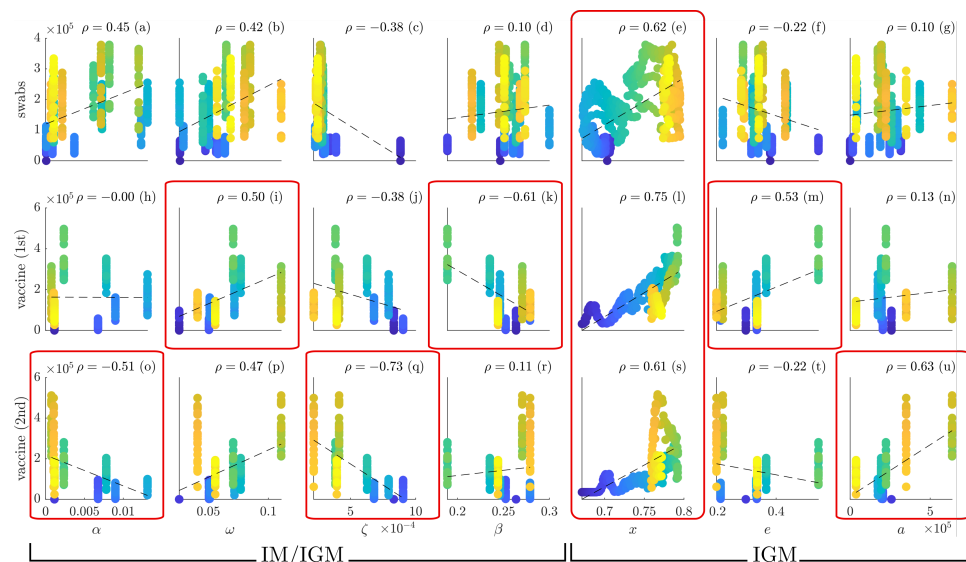 ×10⁵ ρ = 0.45 (a) ρ = 0.42 (b) ρ = −0.38 (c) ρ = 0.10 (d) ρ = 0.62 (e) ρ = −0.22 (f) ρ = 0.10 (g)
4
3
2
1
0
swabs
×10⁵ ρ = −0.00 (h) ρ = 0.50 (i) ρ = −0.38 (j) ρ = −0.61 (k) ρ = 0.75 (l) ρ = 0.53 (m) ρ = 0.13 (n)
6
4
2
0
vaccine (1st)
×10⁵ ρ = −0.51 (o) ρ = 0.47 (p) ρ = −0.73 (q) ρ = 0.11 (r) ρ = 0.61 (s) ρ = −0.22 (t) ρ = 0.63 (u)
6
4
2
0
vaccine (2nd)
0 0.005 0.01 0.05 0.1 5 10 0.2 0.25 0.3 0.7 0.75 0.8 0.2 0.4 0 5
α ω ζ ×10⁻⁴ β x e a ×10⁵
IM/IGM IGM